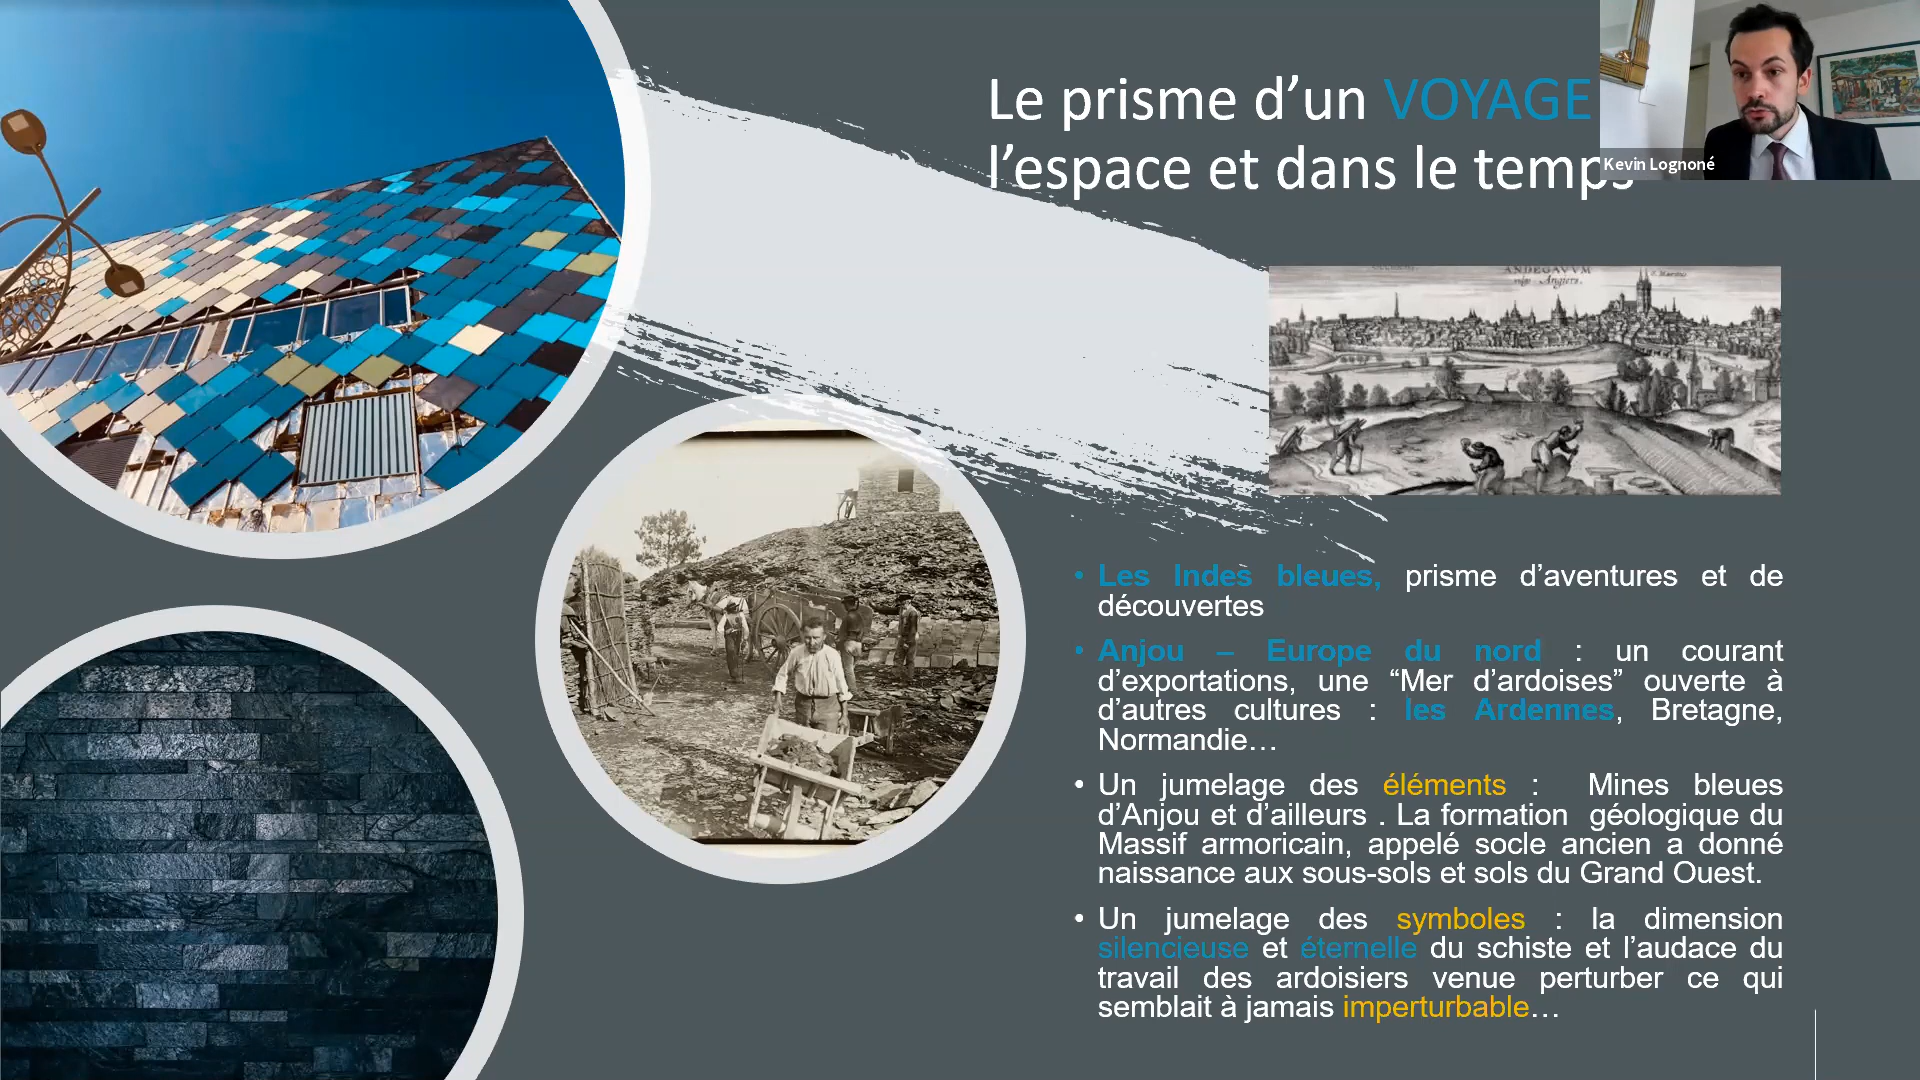 Le prisme d’un VOYAGE
l’espace et dans le temps
Kevin Lognoné
ANDEGAVVM
vulgo Angiers.
• Les Indes bleues, prisme d’aventures et de
découvertes
• Anjou – Europe du nord : un courant
d’exportations, une “Mer d’ardoises” ouverte à
d’autres cultures : les Ardennes, Bretagne,
Normandie…
• Un jumelage des éléments : Mines bleues
d’Anjou et d’ailleurs . La formation géologique du
Massif armoricain, appelé socle ancien a donné
naissance aux sous-sols et sols du Grand Ouest.
• Un jumelage des symboles : la dimension
silencieuse et éternelle du schiste et l’audace du
travail des ardoisiers venue perturber ce qui
semblait à jamais imperturbable…